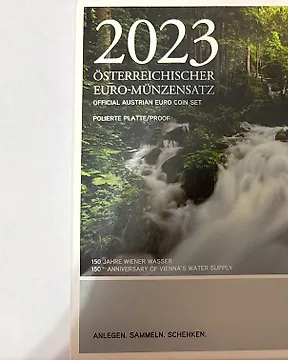 2023
ÖSTERREICHISCHER
EURO-MÜNZENSATZ
OFFICIAL AUSTRIAN EURO COIN SET
POLIERTE PLATTE/PROOF
150 JAHRE WIENER WASSER
150TH ANNIVERSARY OF VIENNA'S WATER SUPPLY
ANLEGEN. SAMMELN. SCHENKEN.